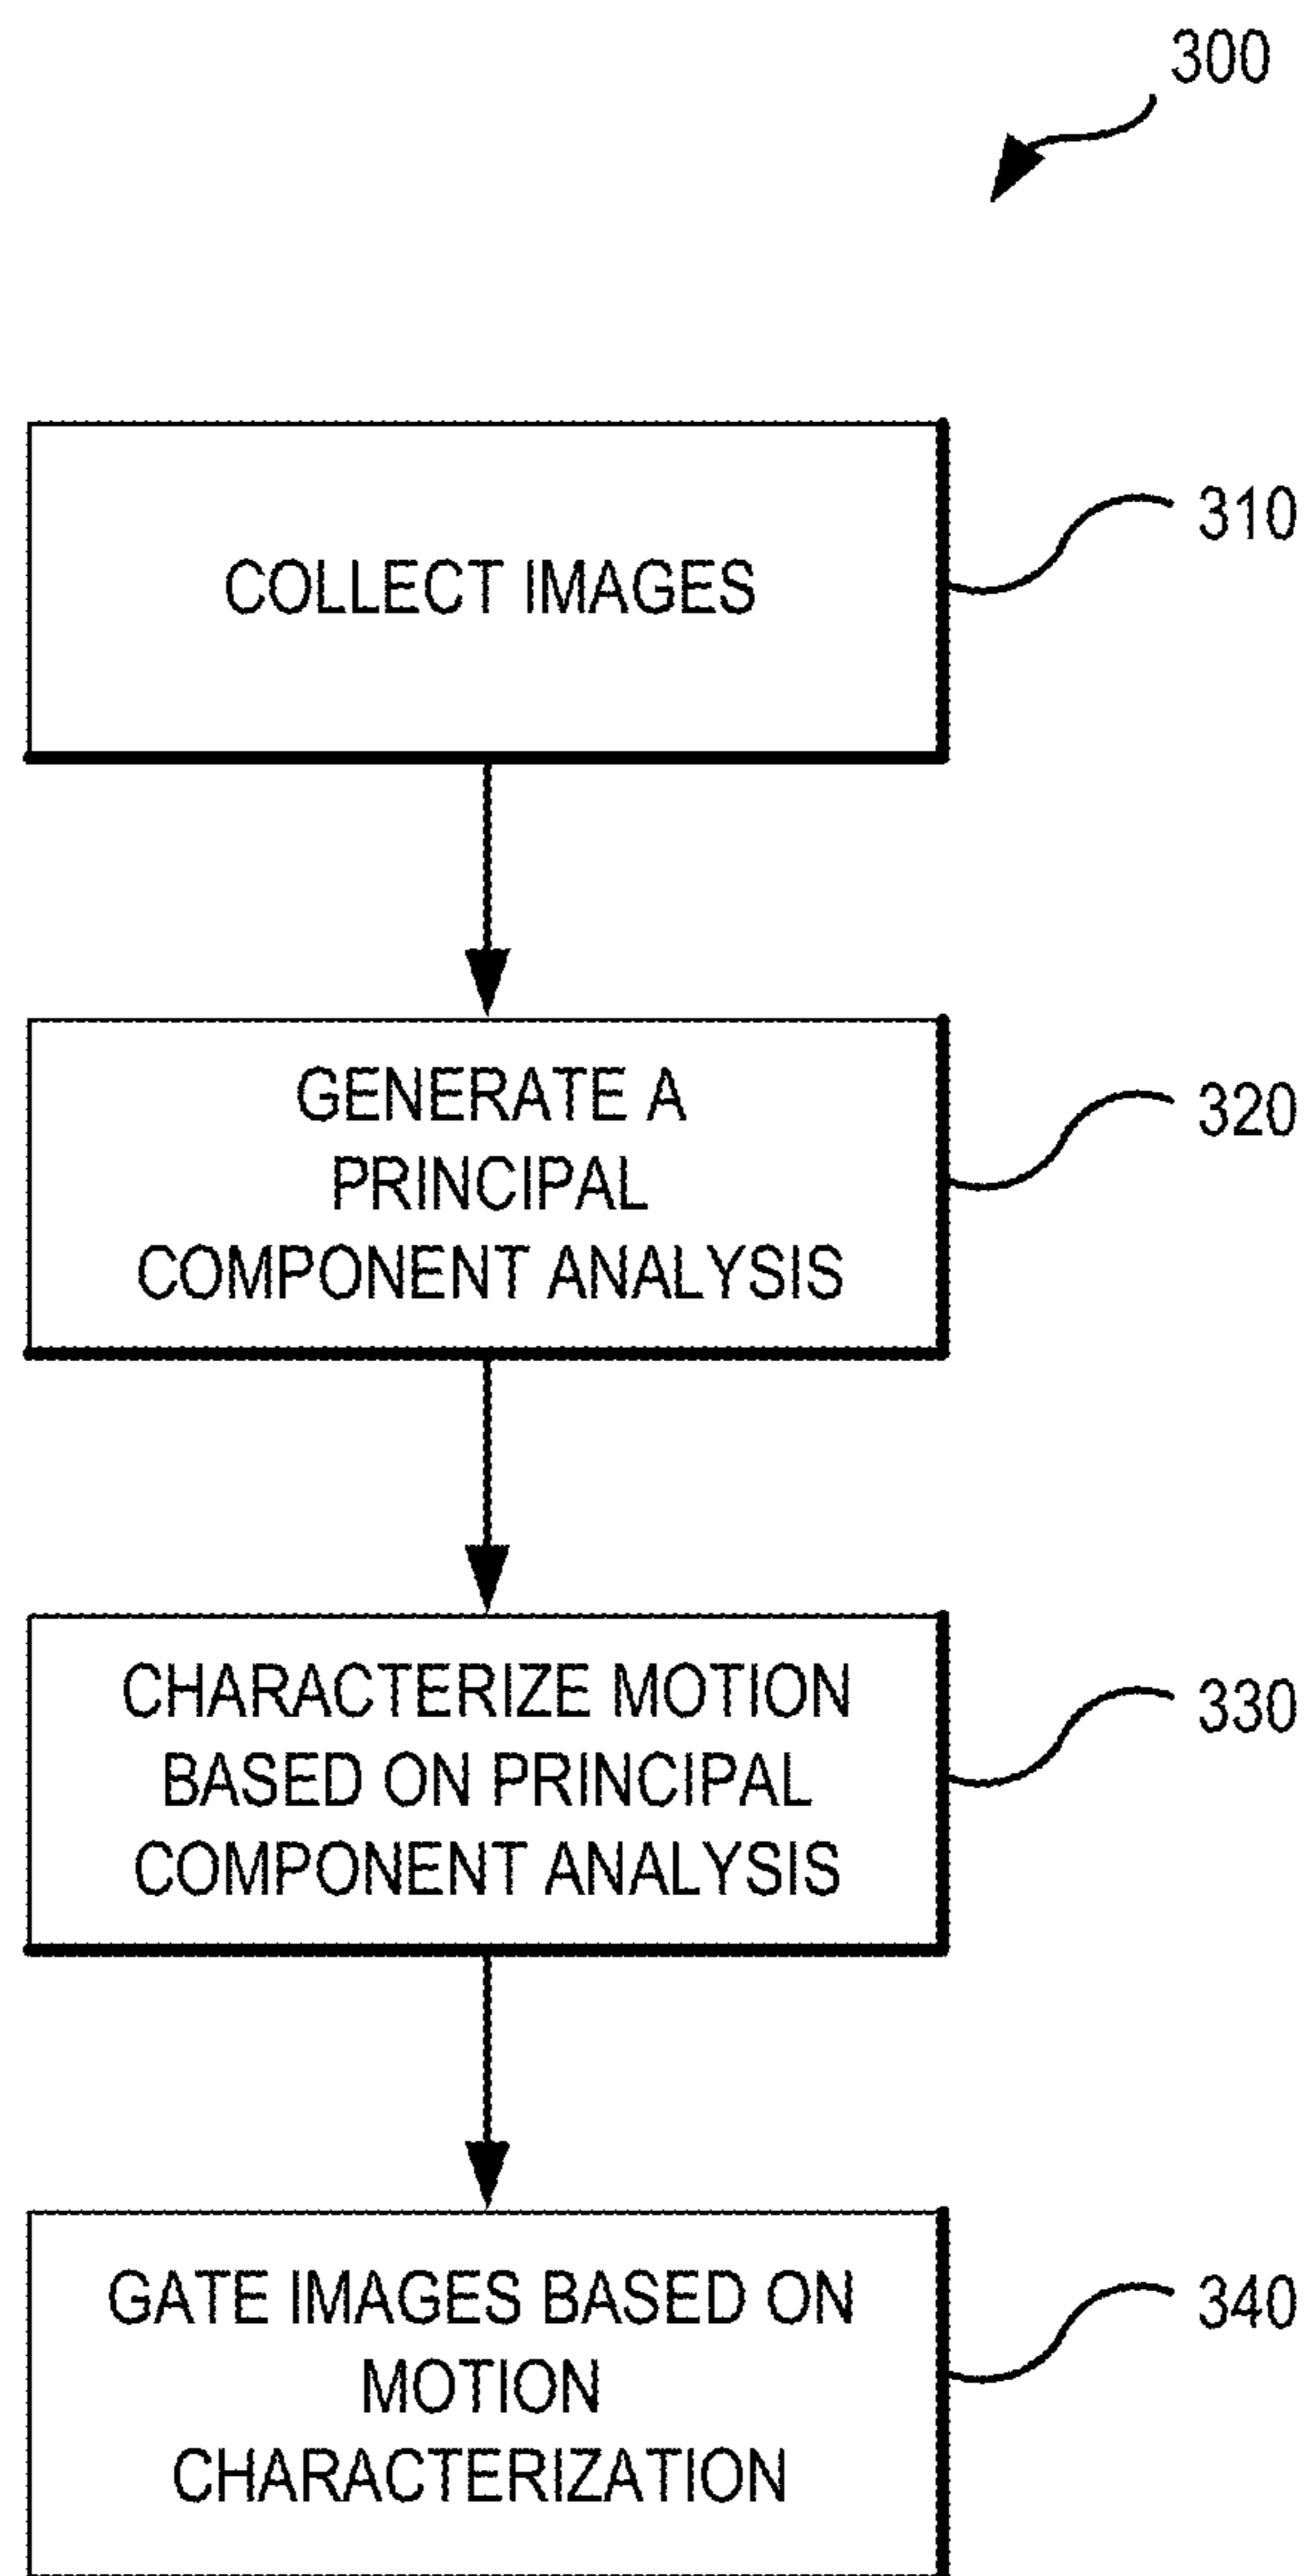 300
COLLECT IMAGES
310
GENERATE A
PRINCIPAL
COMPONENT ANALYSIS
320
CHARACTERIZE MOTION
BASED ON PRINCIPAL
COMPONENT ANALYSIS
330
GATE IMAGES BASED ON
MOTION
CHARACTERIZATION
340